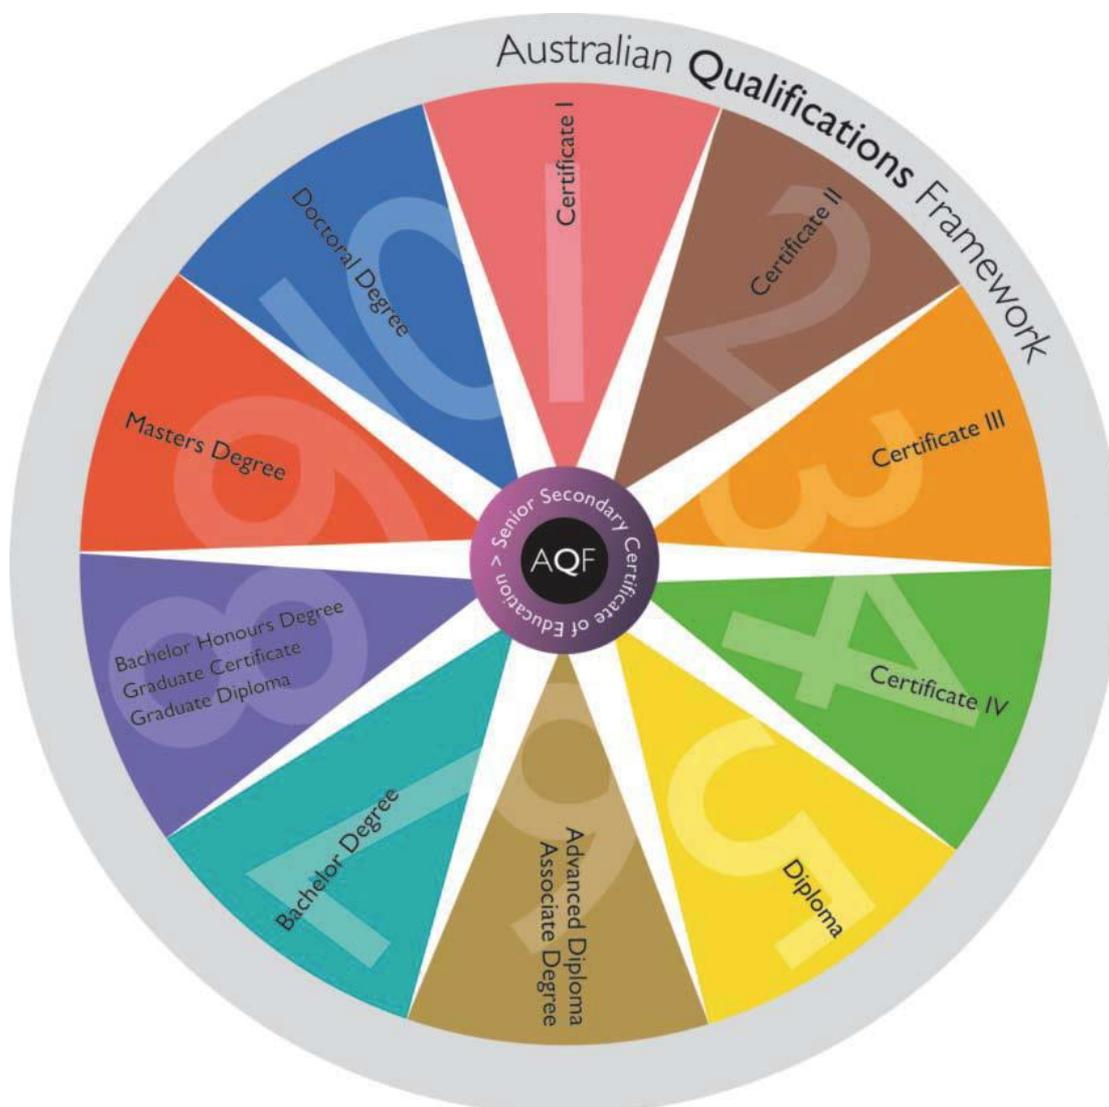 Australian Qualifications Framework
1
Certificate I
2
Certificate II
3
Certificate III
4
Certificate IV
5
Diploma
6
Advanced Diploma
Associate Degree
7
Bachelor Degree
8
Bachelor Honours Degree
Graduate Certificate
Graduate Diploma
9
Masters Degree
10
Doctoral Degree
Senior Secondary Certificate of Education >
AQF